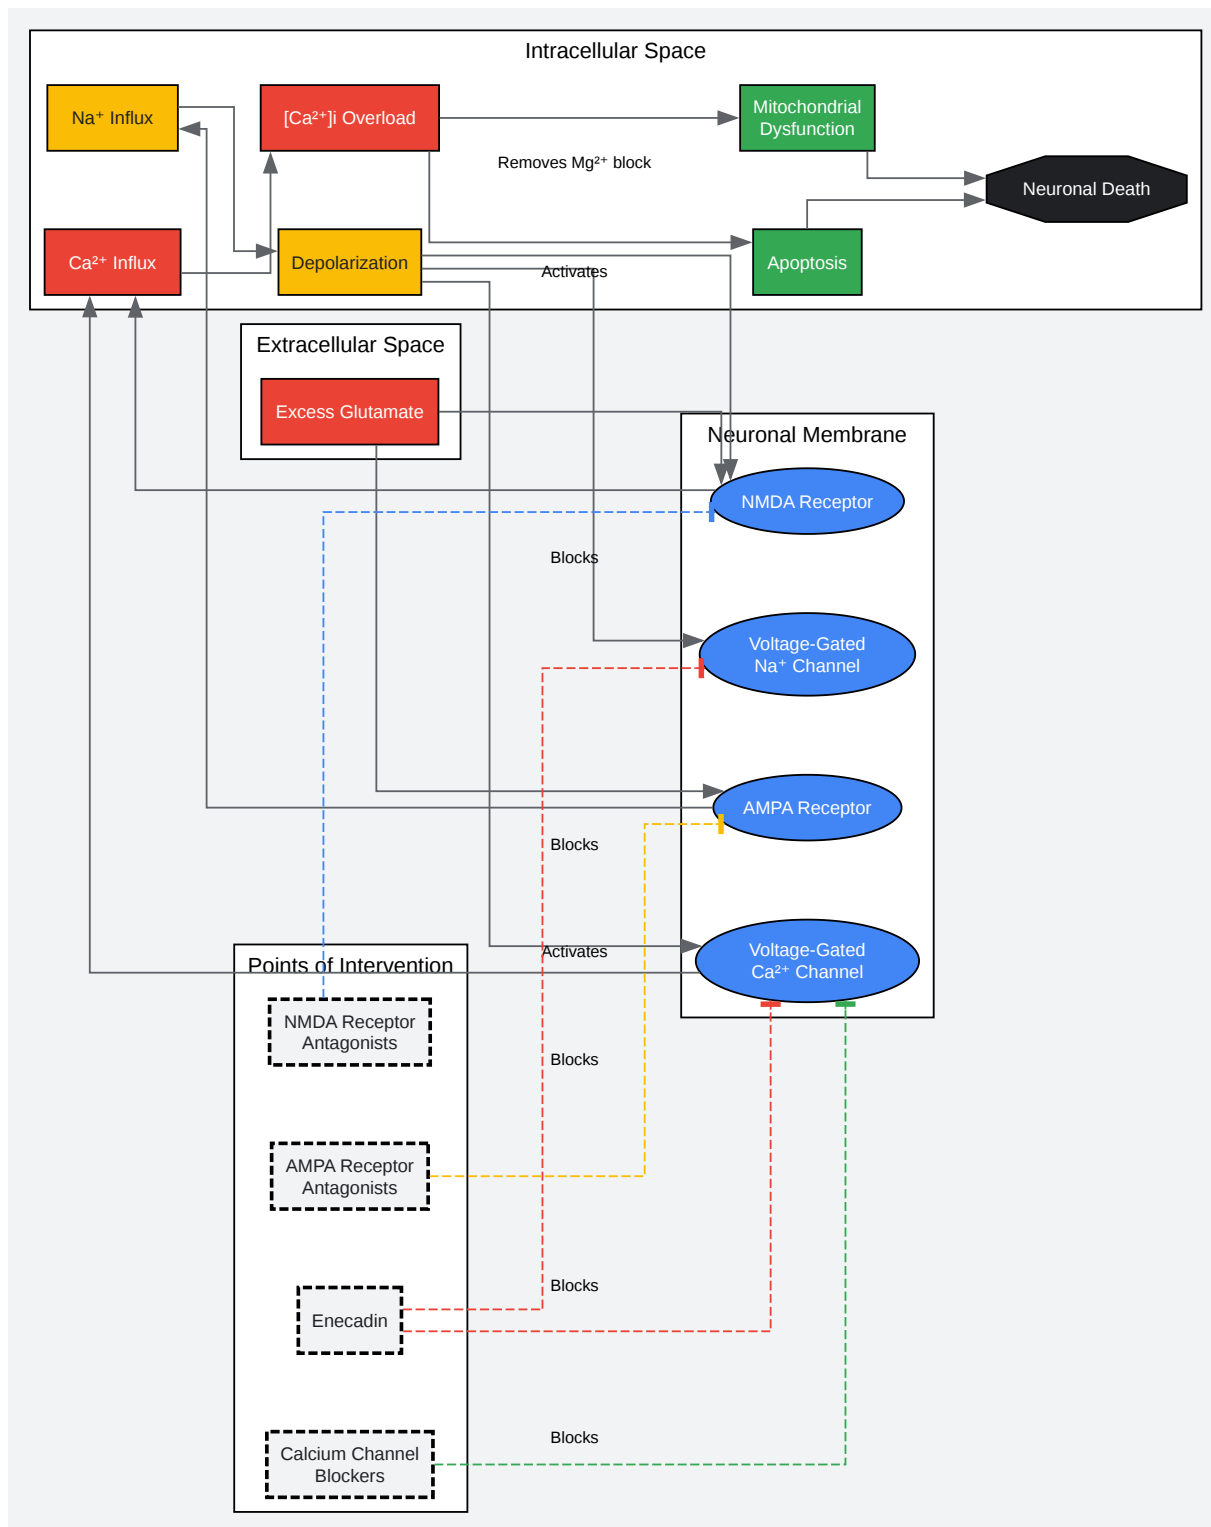 Intracellular Space
Na⁺ Influx
[Ca²⁺]i Overload
Mitochondrial
Dysfunction
Removes Mg²⁺ block
Neuronal Death
Ca²⁺ Influx
Depolarization
Activates
Apoptosis
Extracellular Space
Excess Glutamate
Neuronal Membrane
NMDA Receptor
Blocks
Voltage-Gated
Na⁺ Channel
AMPA Receptor
Blocks
Activates
Voltage-Gated
Ca²⁺ Channel
Points of Intervention
NMDA Receptor
Antagonists
Blocks
AMPA Receptor
Antagonists
Blocks
Enecadin
Blocks
Calcium Channel
Blockers